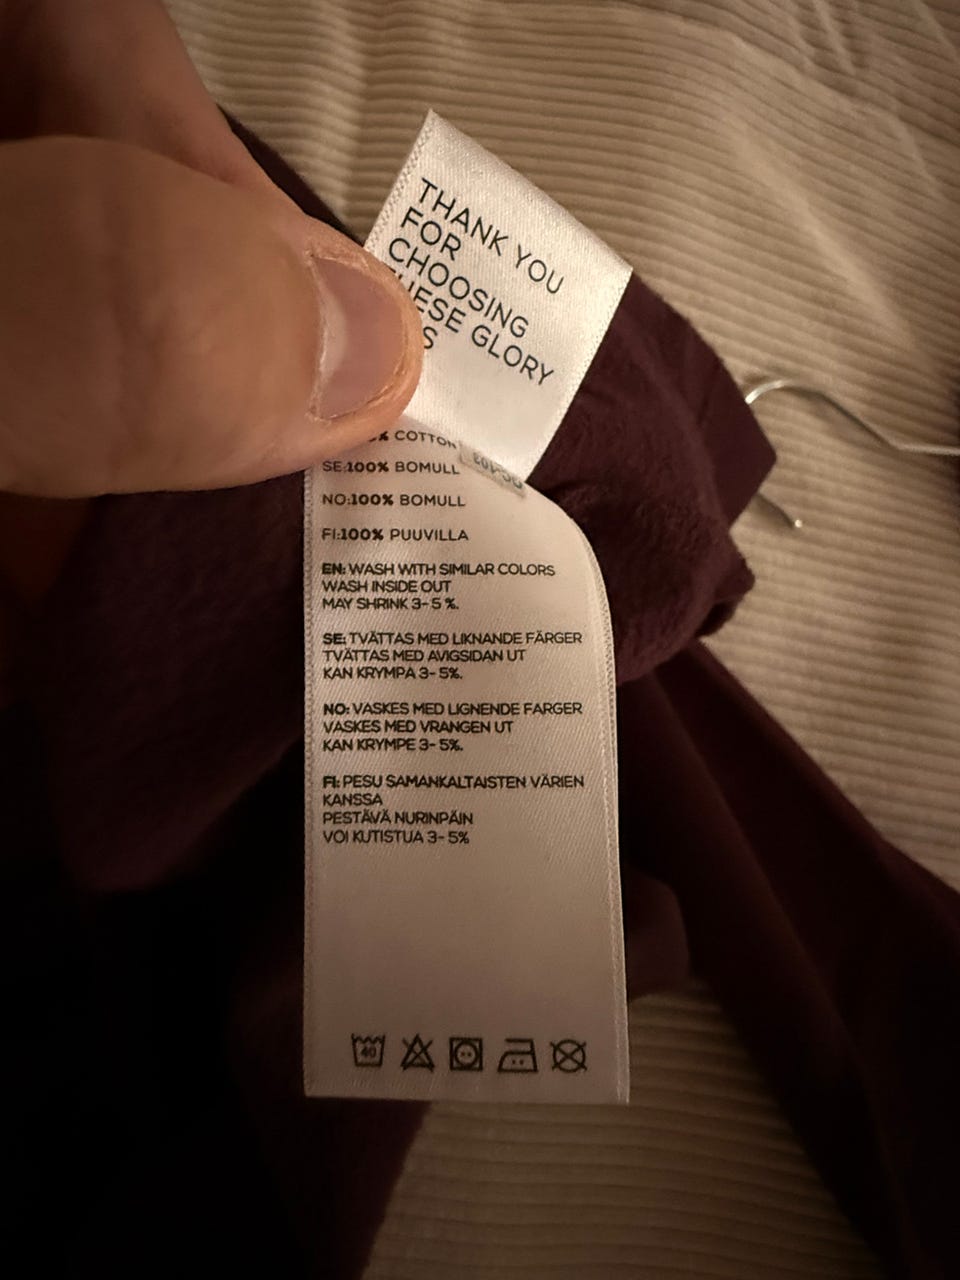 THANK YOU
FOR
CHOOSING
THESE GLORY
% COTTON
SE:100% BOMULL
NO:100% BOMULL
FI:100% PUUVILLA
EN: WASH WITH SIMILAR COLORS
WASH INSIDE OUT
MAY SHRINK 3- 5 %.
SE: TVÄTTAS MED LIKNANDE FÄRGER
TVÄTTAS MED AVIGSIDAN UT
KAN KRYMPA 3- 5%.
NO: VASKES MED LIGNENDE FARGER
VASKES MED VRANGEN UT
KAN KRYMPE 3- 5%.
FI: PESU SAMANKALTAISTEN VÄRIEN
KANSSA
PESTÄVÄ NURINPÄIN
VOI KUTISTUA 3- 5%
40